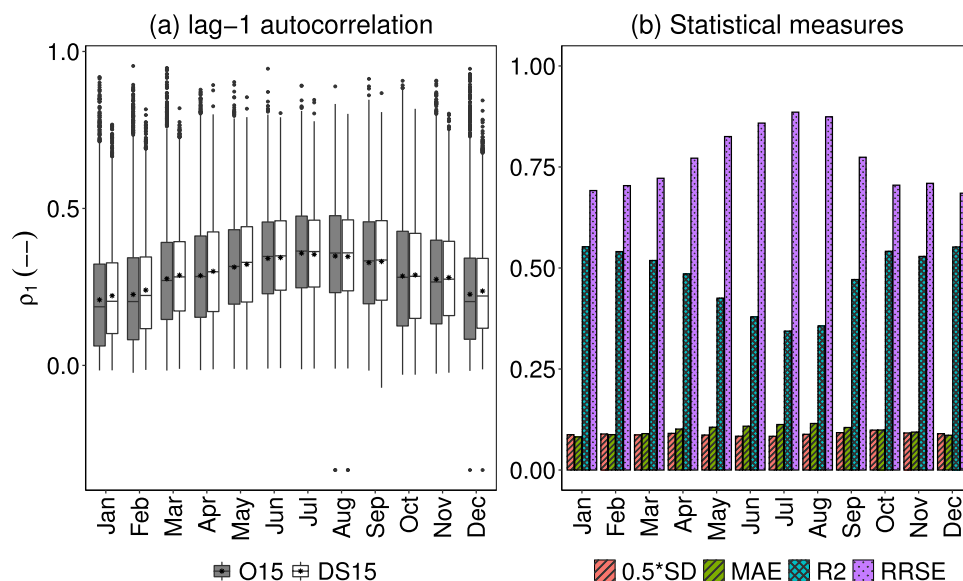 (a) lag−1 autocorrelation
1.0
0.5
0.0
ρ1 (−−)
Jan Feb Mar Apr May Jun Jul Aug Sep Oct Nov Dec
O15 DS15
(b) Statistical measures
1.00
0.75
0.50
0.25
0.00
Jan Feb Mar Apr May Jun Jul Aug Sep Oct Nov Dec
0.5*SD MAE R2 RRSE